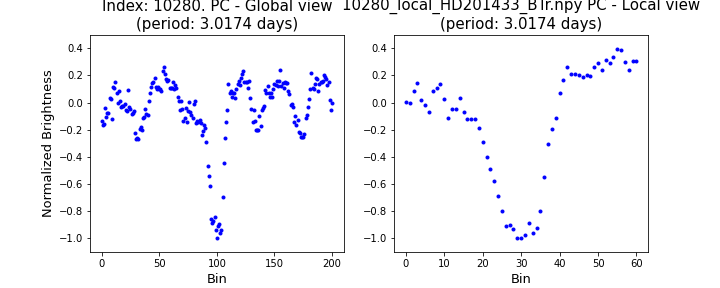 Index: 10280. PC - Global view
(period: 3.0174 days)
10280_local_HD201433_BTr.npy PC - Local view
(period: 3.0174 days)
Normalized Brightness
0.4
0.2
0.0
−0.2
−0.4
−0.6
−0.8
−1.0
0 50 100 150 200
Bin
0.4
0.2
0.0
−0.2
−0.4
−0.6
−0.8
−1.0
0 10 20 30 40 50 60
Bin